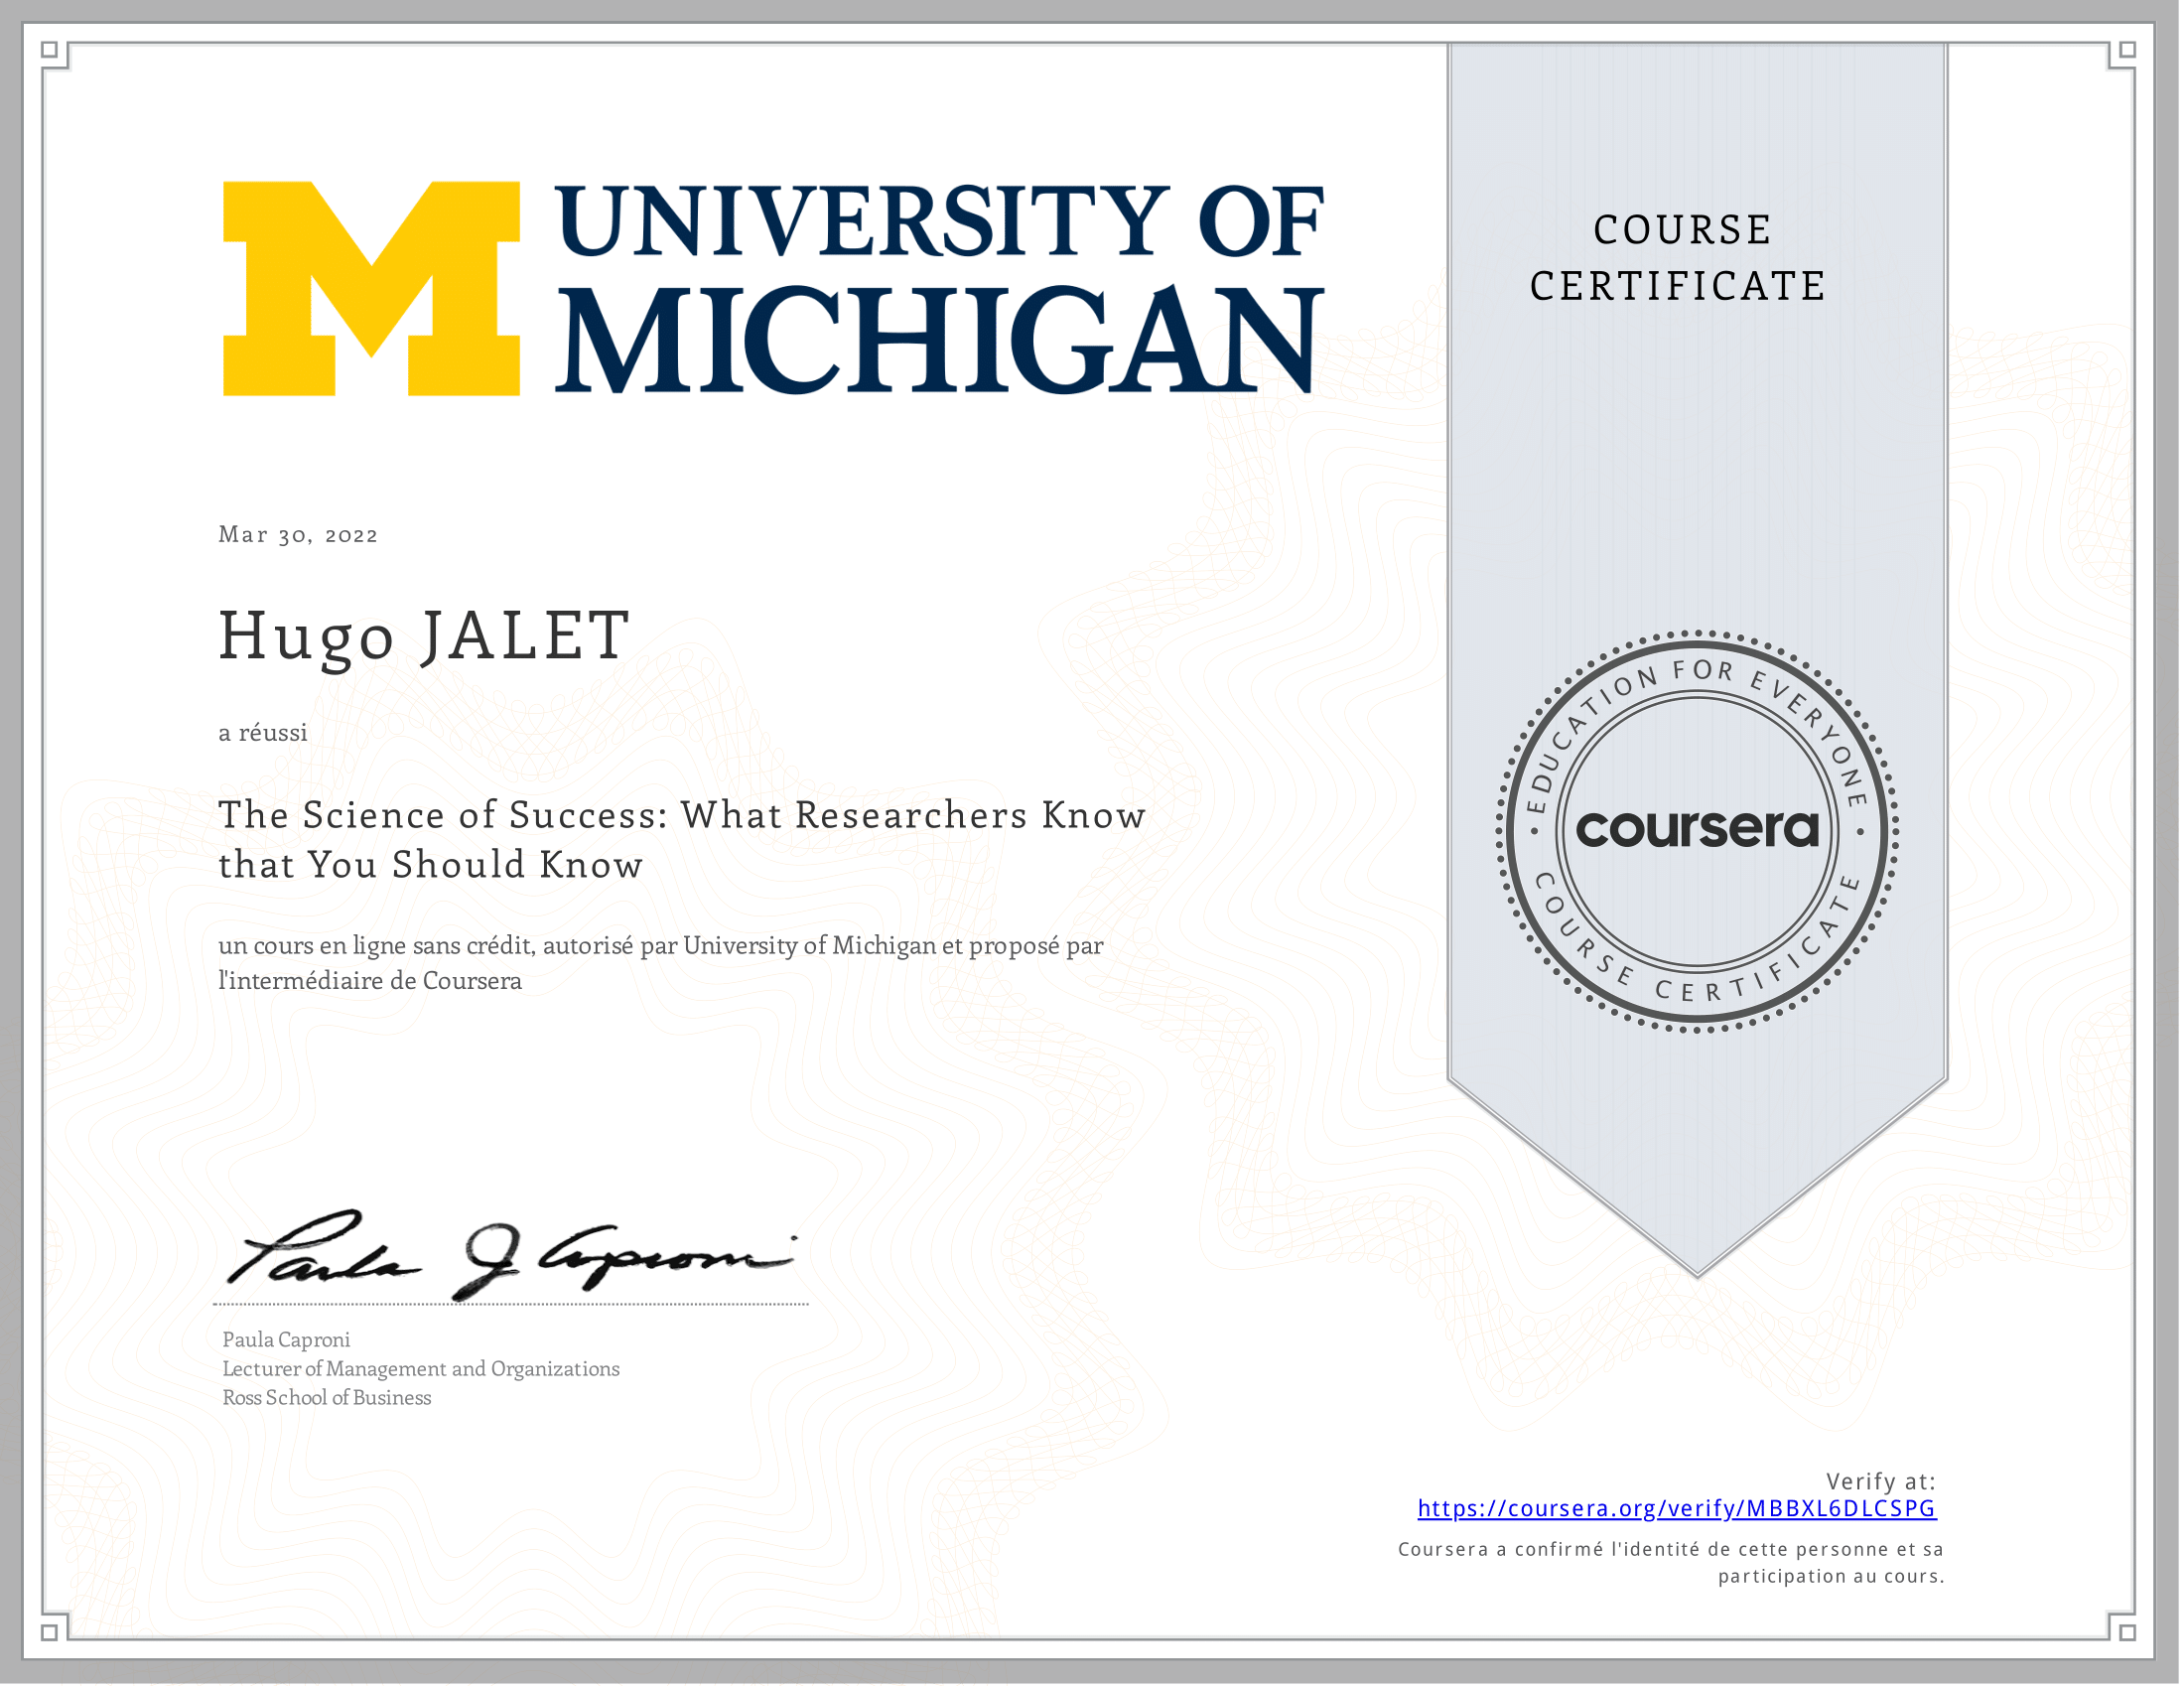 UNIVERSITY OF
MICHIGAN
COURSE
CERTIFICATE
Mar 30, 2022
Hugo JALET
a réussi
The Science of Success: What Researchers Know
that You Should Know
un cours en ligne sans crédit, autorisé par University of Michigan et proposé par
l'intermédiaire de Coursera
EDUCATION FOR EVERYONE
coursera
COURSE CERTIFICATE
Paula J Caproni
Paula Caproni
Lecturer of Management and Organizations
Ross School of Business
Verify at:
https://coursera.org/verify/MBBXL6DLCSPG
Coursera a confirmé l'identité de cette personne et sa
participation au cours.